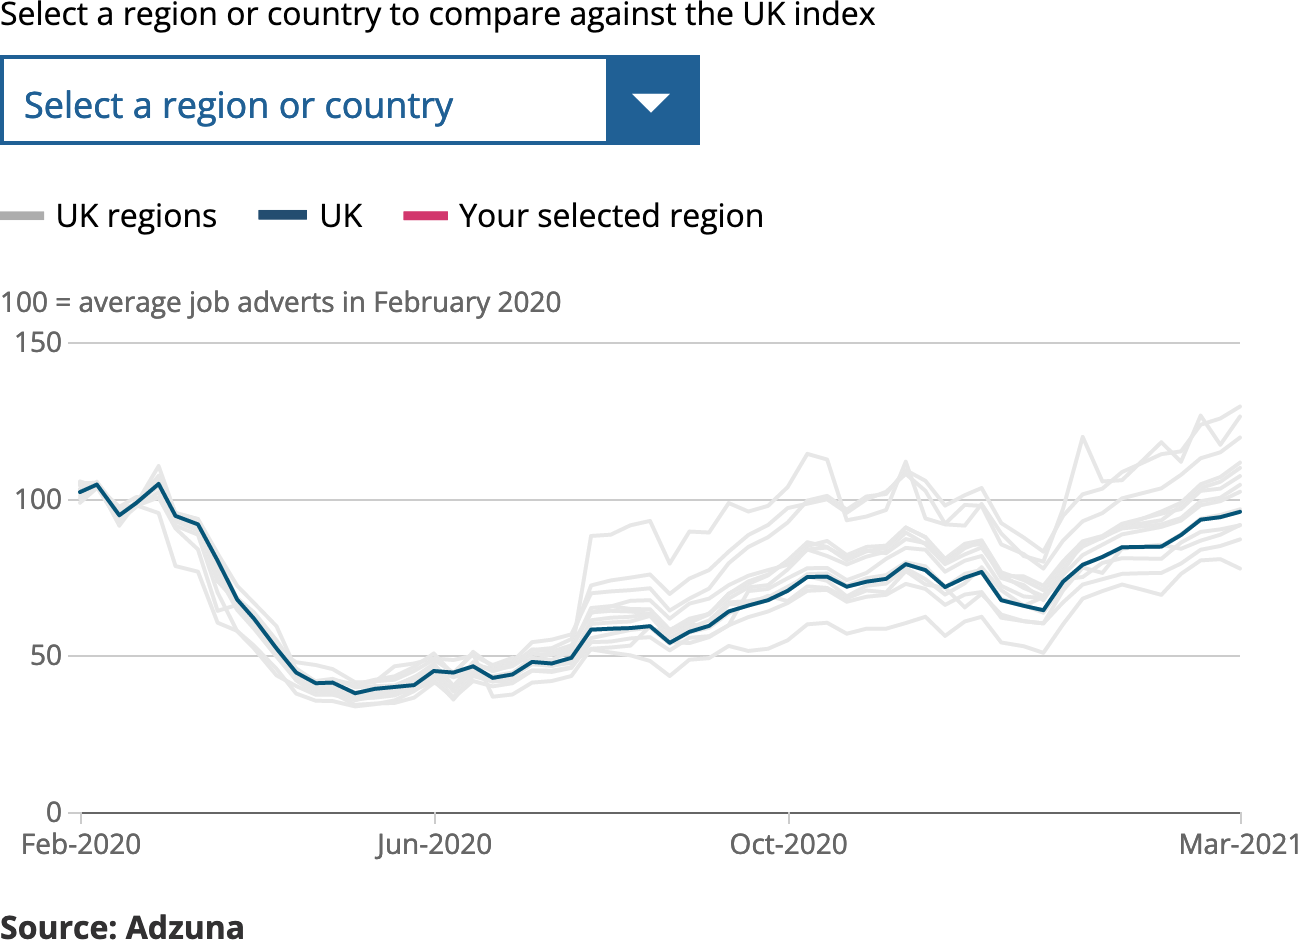 Select a region or country to compare against the UK index
Select a region or country
UK regions UK Your selected region
100 = average job adverts in February 2020
150
100
50
0
Feb-2020 Jun-2020 Oct-2020 Mar-2021
Source: Adzuna